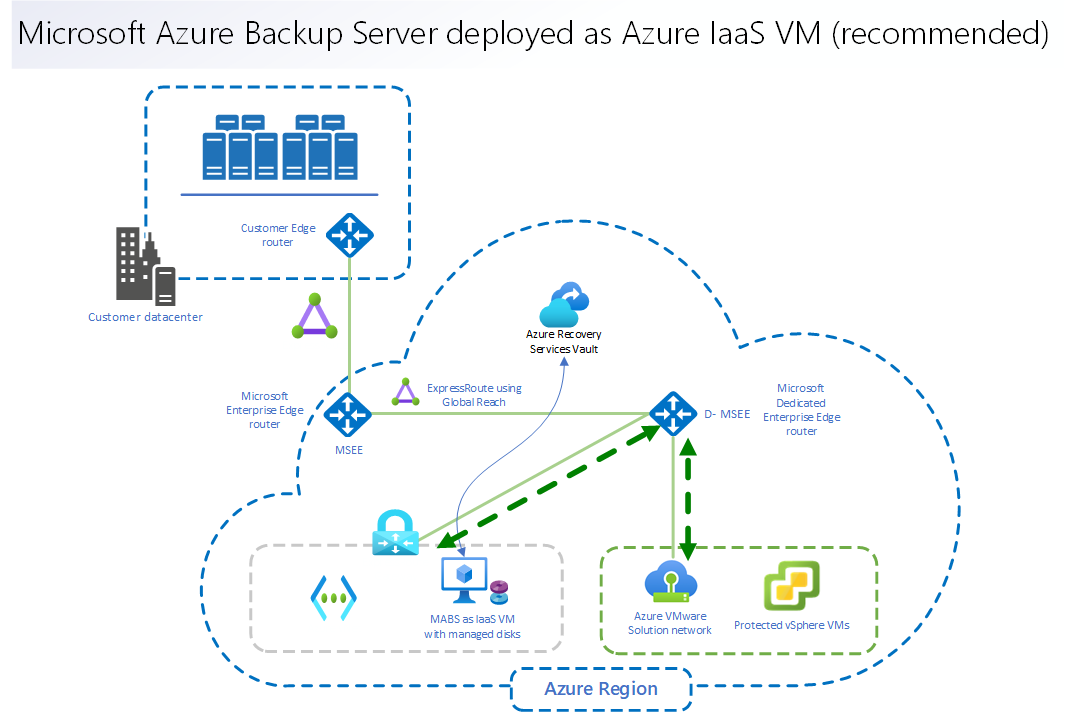 Microsoft Azure Backup Server deployed as Azure IaaS VM (recommended)
Customer Edge
router
Customer datacenter
Azure Recovery
Services Vault
Microsoft
Enterprise Edge
router
MSEE
ExpressRoute using
Global Reach
D- MSEE
Microsoft
Dedicated
Enterprise Edge
router
MABS as IaaS VM
with managed disks
Azure VMware
Solution network
Protected vSphere VMs
Azure Region